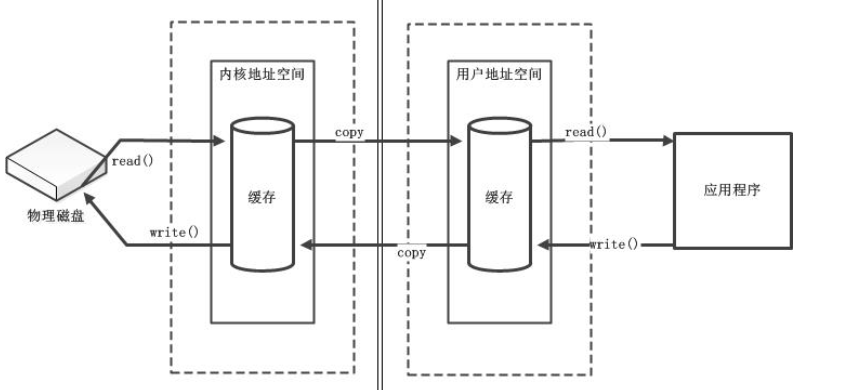 内核地址空间
用户地址空间
copy
read()
read()
缓存
缓存
应用程序
物理磁盘
write()
copy
write()